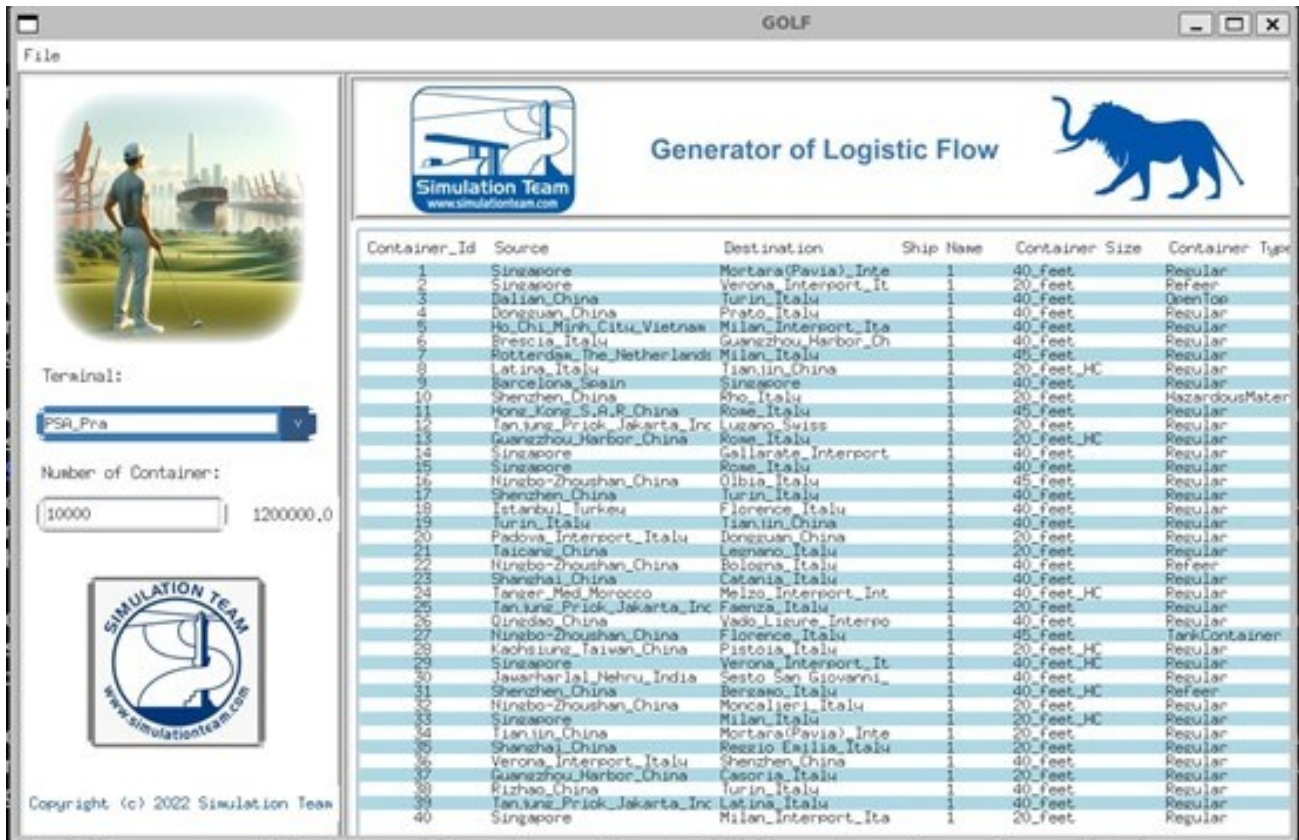 GOLF
File
Simulation Team
www.simulationteam.com
Generator of Logistic Flow
Terminal:
PSA_Pra
v
Number of Container:
10000
1200000.0
SIMULATION TEAM
www.simulationteam.com
Copyright (c) 2022 Simulation Team
Container_Id Source Destination Ship Name Container Size Container Type
1 Singapore Mortara(Pavia)_Inte 1 40_feet Regular
2 Singapore Verona_Interport_It 1 20_feet Refeer
3 Dalian_China Turin_Italy 1 40_feet OpenTop
4 Dongguan_China Prato_Italy 1 40_feet Regular
5 Ho_Chi_Minh_City_Vietnam Milan_Interport_Ita 1 40_feet Regular
6 Brescia_Italy Guangzhou_Harbor_Ch 1 40_feet Regular
7 Rotterdam_The_Netherlands Milan_Italy 1 45_feet Regular
8 Latina_Italy Tianjin_China 1 20_feet_HC Regular
9 Barcelona_Spain Singapore 1 40_feet Regular
10 Shenzhen_China Rho_Italy 1 20_feet HazardousMater
11 Hong_Kong_S.A.R_China Rome_Italy 1 45_feet Regular
12 Tanjung_Priok_Jakarta_Inc Lugano_Swiss 1 20_feet Regular
13 Guangzhou_Harbor_China Rome_Italy 1 20_feet_HC Regular
14 Singapore Gallarate_Interport 1 40_feet Regular
15 Singapore Rome_Italy 1 40_feet Regular
16 Ningbo-Zhoushan_China Olbia_Italy 1 45_feet Regular
17 Shenzhen_China Turin_Italy 1 40_feet Regular
18 Istanbul_Turkey Florence_Italy 1 40_feet Regular
19 Turin_Italy Tianjin_China 1 40_feet Regular
20 Padova_Interport_Italy Dongguan_China 1 20_feet Regular
21 Taicang_China Legnano_Italy 1 20_feet Regular
22 Ningbo-Zhoushan_China Bologna_Italy 1 40_feet Refeer
23 Shanghai_China Catania_Italy 1 40_feet Regular
24 Tanger_Med_Morocco Melzo_Interport_Int 1 40_feet_HC Regular
25 Tanjung_Priok_Jakarta_Inc Faenza_Italy 1 20_feet Regular
26 Qingdao_China Vado_Ligure_Interpo 1 40_feet Regular
27 Ningbo-Zhoushan_China Florence_Italy 1 45_feet TankContainer
28 Kaohsiung_Taiwan_China Pistoia_Italy 1 20_feet_HC Regular
29 Singapore Verona_Interport_It 1 40_feet_HC Regular
30 Jawarharlal_Nehru_India Sesto San Giovanni_ 1 20_feet Regular
31 Shenzhen_China Bergamo_Italy 1 40_feet_HC Refeer
32 Ningbo-Zhoushan_China Moncalieri_Italy 1 20_feet Regular
33 Singapore Milan_Italy 1 20_feet_HC Regular
34 Tianjin_China Mortara(Pavia)_Inte 1 20_feet Regular
35 Shanghai_China Reggio Emilia_Italy 1 20_feet Regular
36 Verona_Interport_Italy Shenzhen_China 1 40_feet Regular
37 Guangzhou_Harbor_China Casoria_Italy 1 20_feet Regular
38 Rizhao_China Turin_Italy 1 40_feet Regular
39 Tanjung_Priok_Jakarta_Inc Latina_Italy 1 40_feet Regular
40 Singapore Milan_Interport_Ita 1 20_feet Regular